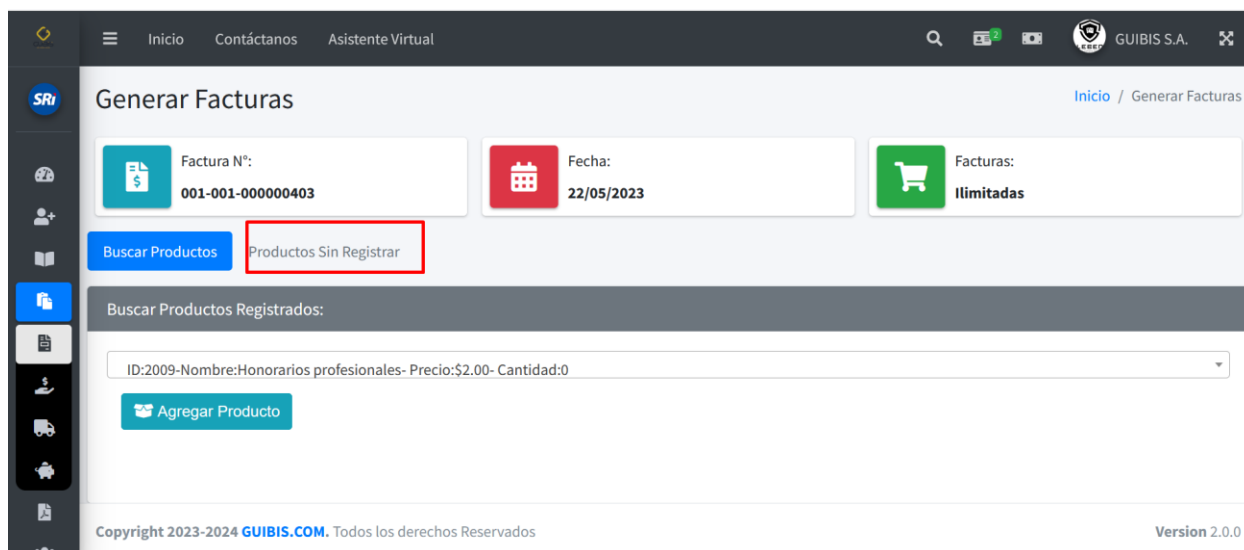 Inicio Contáctanos Asistente Virtual 2 GUIBIS S.A.
SRi
Generar Facturas Inicio / Generar Facturas
Factura N°: Fecha: Facturas:
001-001-000000403 22/05/2023 Ilimitadas
Buscar Productos Productos Sin Registrar
Buscar Productos Registrados:
ID:2009-Nombre:Honorarios profesionales- Precio:$2.00- Cantidad:0
Agregar Producto
Copyright 2023-2024 GUIBIS.COM. Todos los derechos Reservados Version 2.0.0